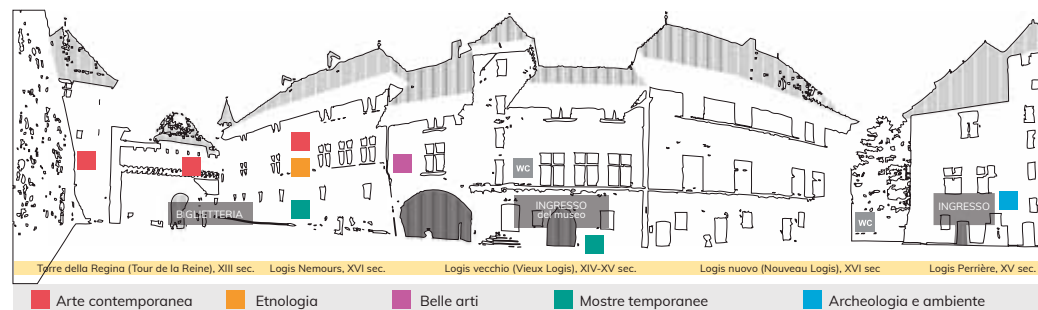 WC
BIGLIETTERIA
INGRESSO
del museo
INGRESSO
WC
Torre della Regina (Tour de la Reine), XIII sec.
Logis Nemours, XVI sec.
Logis vecchio (Vieux Logis), XIV-XV sec.
Logis nuovo (Nouveau Logis), XVI sec
Logis Perrière, XV sec.
Arte contemporanea
Etnologia
Belle arti
Mostre temporanee
Archeologia e ambiente